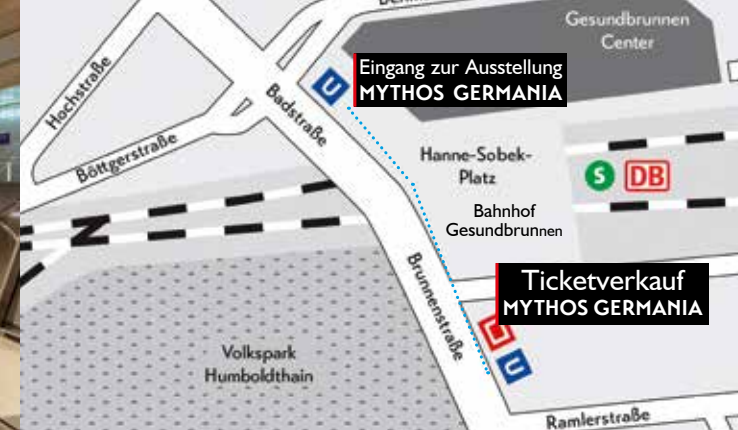 Gesundbrunnen
Center
U
Eingang zur Ausstellung
MYTHOS GERMANIA
Hochstraße
Badstraße
Böttgerstraße
Hanne-Sobek-
Platz
S
DB
Bahnhof
Gesundbrunnen
Brunnenstraße
Ticketverkauf
MYTHOS GERMANIA
U
Volkspark
Humboldthain
Ramlerstraße